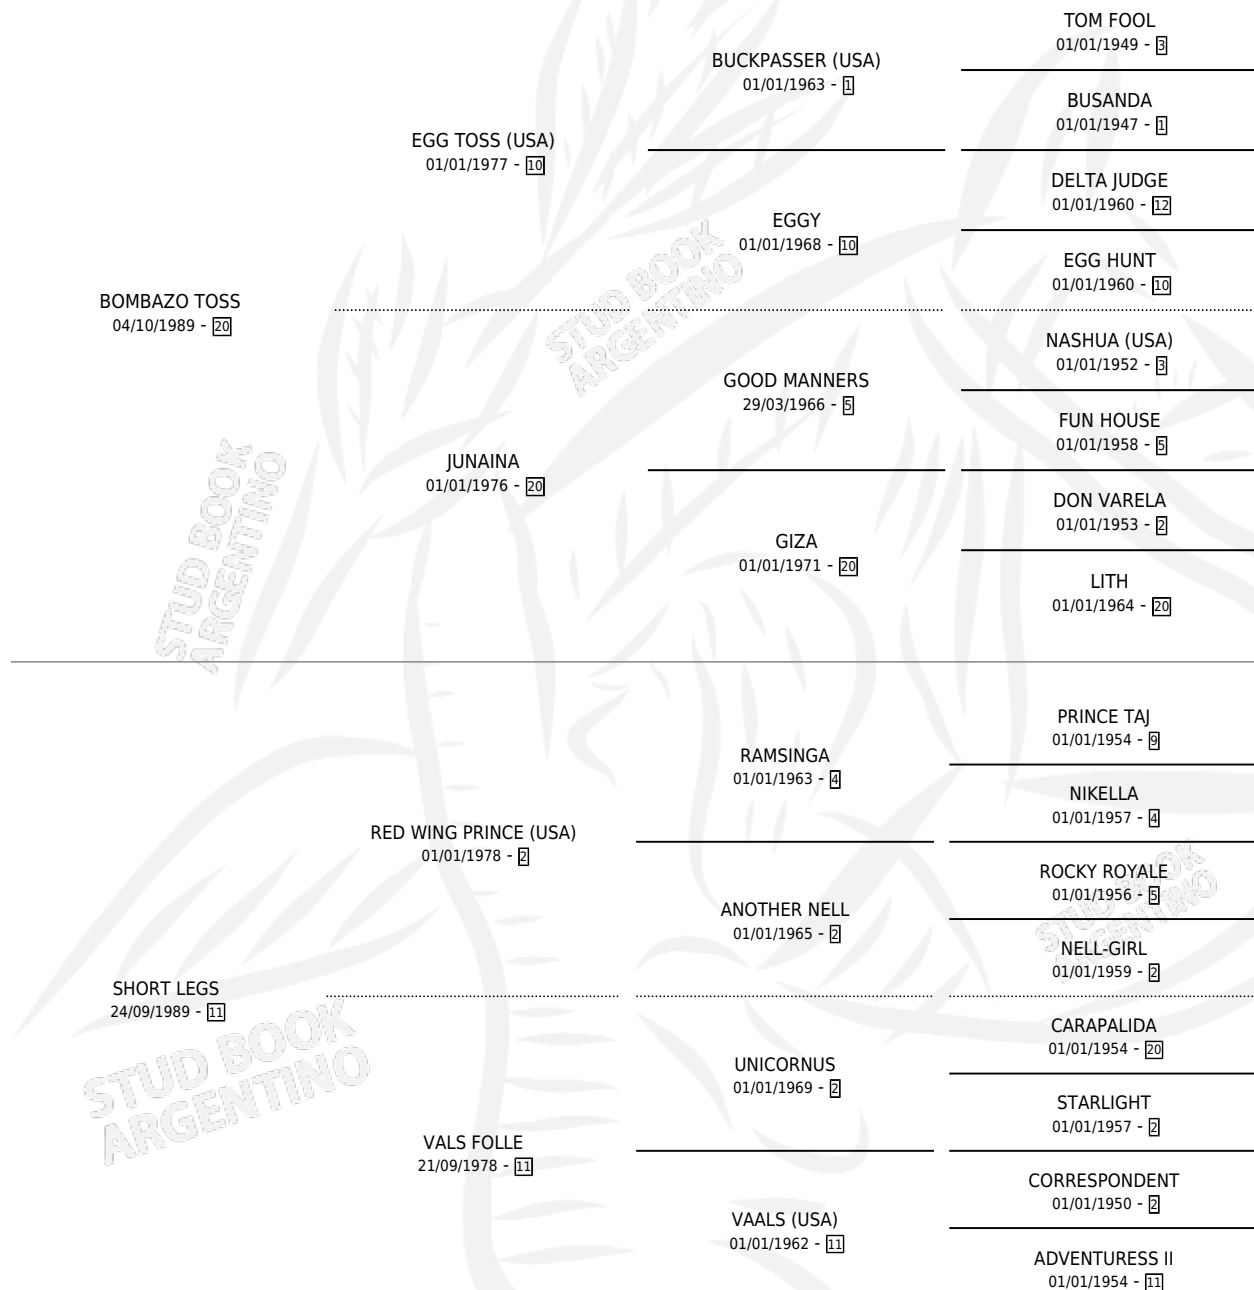 TOM FOOL
01/01/1949 - 3
BUCKPASSER (USA)
01/01/1963 - 1
BUSANDA
01/01/1947 - 1
EGG TOSS (USA)
01/01/1977 - 10
DELTA JUDGE
01/01/1960 - 12
EGGY
01/01/1968 - 10
EGG HUNT
01/01/1960 - 10
BOMBAZO TOSS
04/10/1989 - 20
NASHUA (USA)
01/01/1952 - 3
GOOD MANNERS
29/03/1966 - 5
FUN HOUSE
01/01/1958 - 5
JUNAINA
01/01/1976 - 20
DON VARELA
01/01/1953 - 2
GIZA
01/01/1971 - 20
LITH
01/01/1964 - 20
STUD BOOK
ARGENTINO
STUD BOOK
ARGENTINO
PRINCE TAJ
01/01/1954 - 9
RAMSINGA
01/01/1963 - 4
NIKELLA
01/01/1957 - 4
RED WING PRINCE (USA)
01/01/1978 - 2
ROCKY ROYALE
01/01/1956 - 5
ANOTHER NELL
01/01/1965 - 2
NELL-GIRL
01/01/1959 - 2
STUD BOOK
ARGENTINO
SHORT LEGS
24/09/1989 - 11
CARAPALIDA
01/01/1954 - 20
UNICORNUS
01/01/1969 - 2
STARLIGHT
01/01/1957 - 2
VALS FOLLE
21/09/1978 - 11
CORRESPONDENT
01/01/1950 - 2
VAALS (USA)
01/01/1962 - 11
ADVENTURESS II
01/01/1954 - 11
STUD BOOK
ARGENTINO